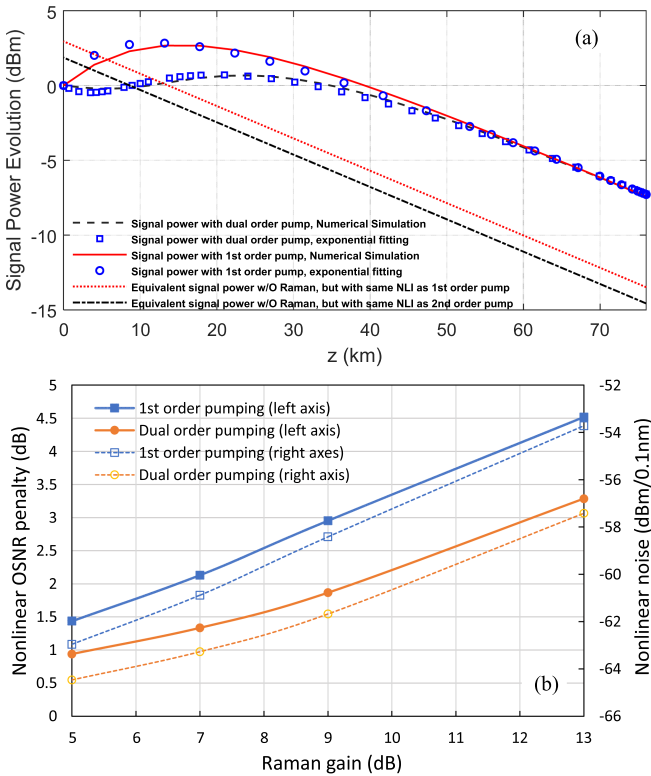 (a)
Signal Power Evolution (dBm)
5
0
-5
-10
-15
Signal power with dual order pump, Numerical Simulation
Signal power with dual order pump, exponential fitting
Signal power with 1st order pump, Numerical Simulation
Signal power with 1st order pump, exponential fitting
Equivalent signal power w/O Raman, but with same NLI as 1st order pump
Equivalent signal power w/O Raman, but with same NLI as 2nd order pump
0 10 20 30 40 50 60 70
z (km)
Nonlinear OSNR penalty (dB)
5
4.5
4
3.5
3
2.5
2
1.5
1
0.5
0
1st order pumping (left axis)
Dual order pumping (left axis)
1st order pumping (right axes)
Dual order pumping (right axis)
-52
-54
-56
-58
-60
-62
-64
-66
Nonlinear noise (dBm/0.1nm)
(b)
5 6 7 8 9 10 11 12 13
Raman gain (dB)